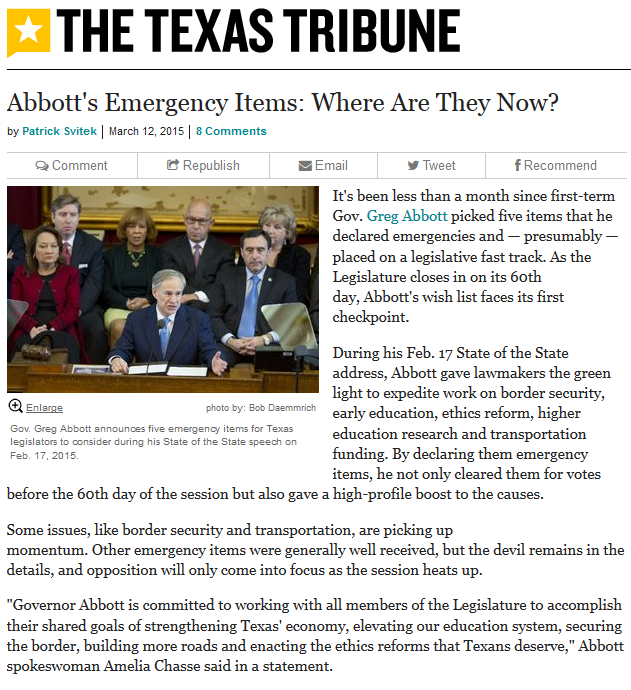 THE TEXAS TRIBUNE
Abbott's Emergency Items: Where Are They Now?
by Patrick Svitek | March 12, 2015 | 8 Comments
Comment
Republish
Email
Tweet
Recommend
Enlarge
photo by: Bob Daemmrich
Gov. Greg Abbott announces five emergency items for Texas
legislators to consider during his State of the State speech on
Feb. 17, 2015.
It's been less than a month since first-term
Gov. Greg Abbott picked five items that he
declared emergencies and — presumably —
placed on a legislative fast track. As the
Legislature closes in on its 60th
day, Abbott's wish list faces its first
checkpoint.
During his Feb. 17 State of the State
address, Abbott gave lawmakers the green
light to expedite work on border security,
early education, ethics reform, higher
education research and transportation
funding. By declaring them emergency
items, he not only cleared them for votes
before the 60th day of the session but also gave a high-profile boost to the causes.
Some issues, like border security and transportation, are picking up
momentum. Other emergency items were generally well received, but the devil remains in the
details, and opposition will only come into focus as the session heats up.
"Governor Abbott is committed to working with all members of the Legislature to accomplish
their shared goals of strengthening Texas' economy, elevating our education system, securing
the border, building more roads and enacting the ethics reforms that Texans deserve," Abbott
spokeswoman Amelia Chasse said in a statement.